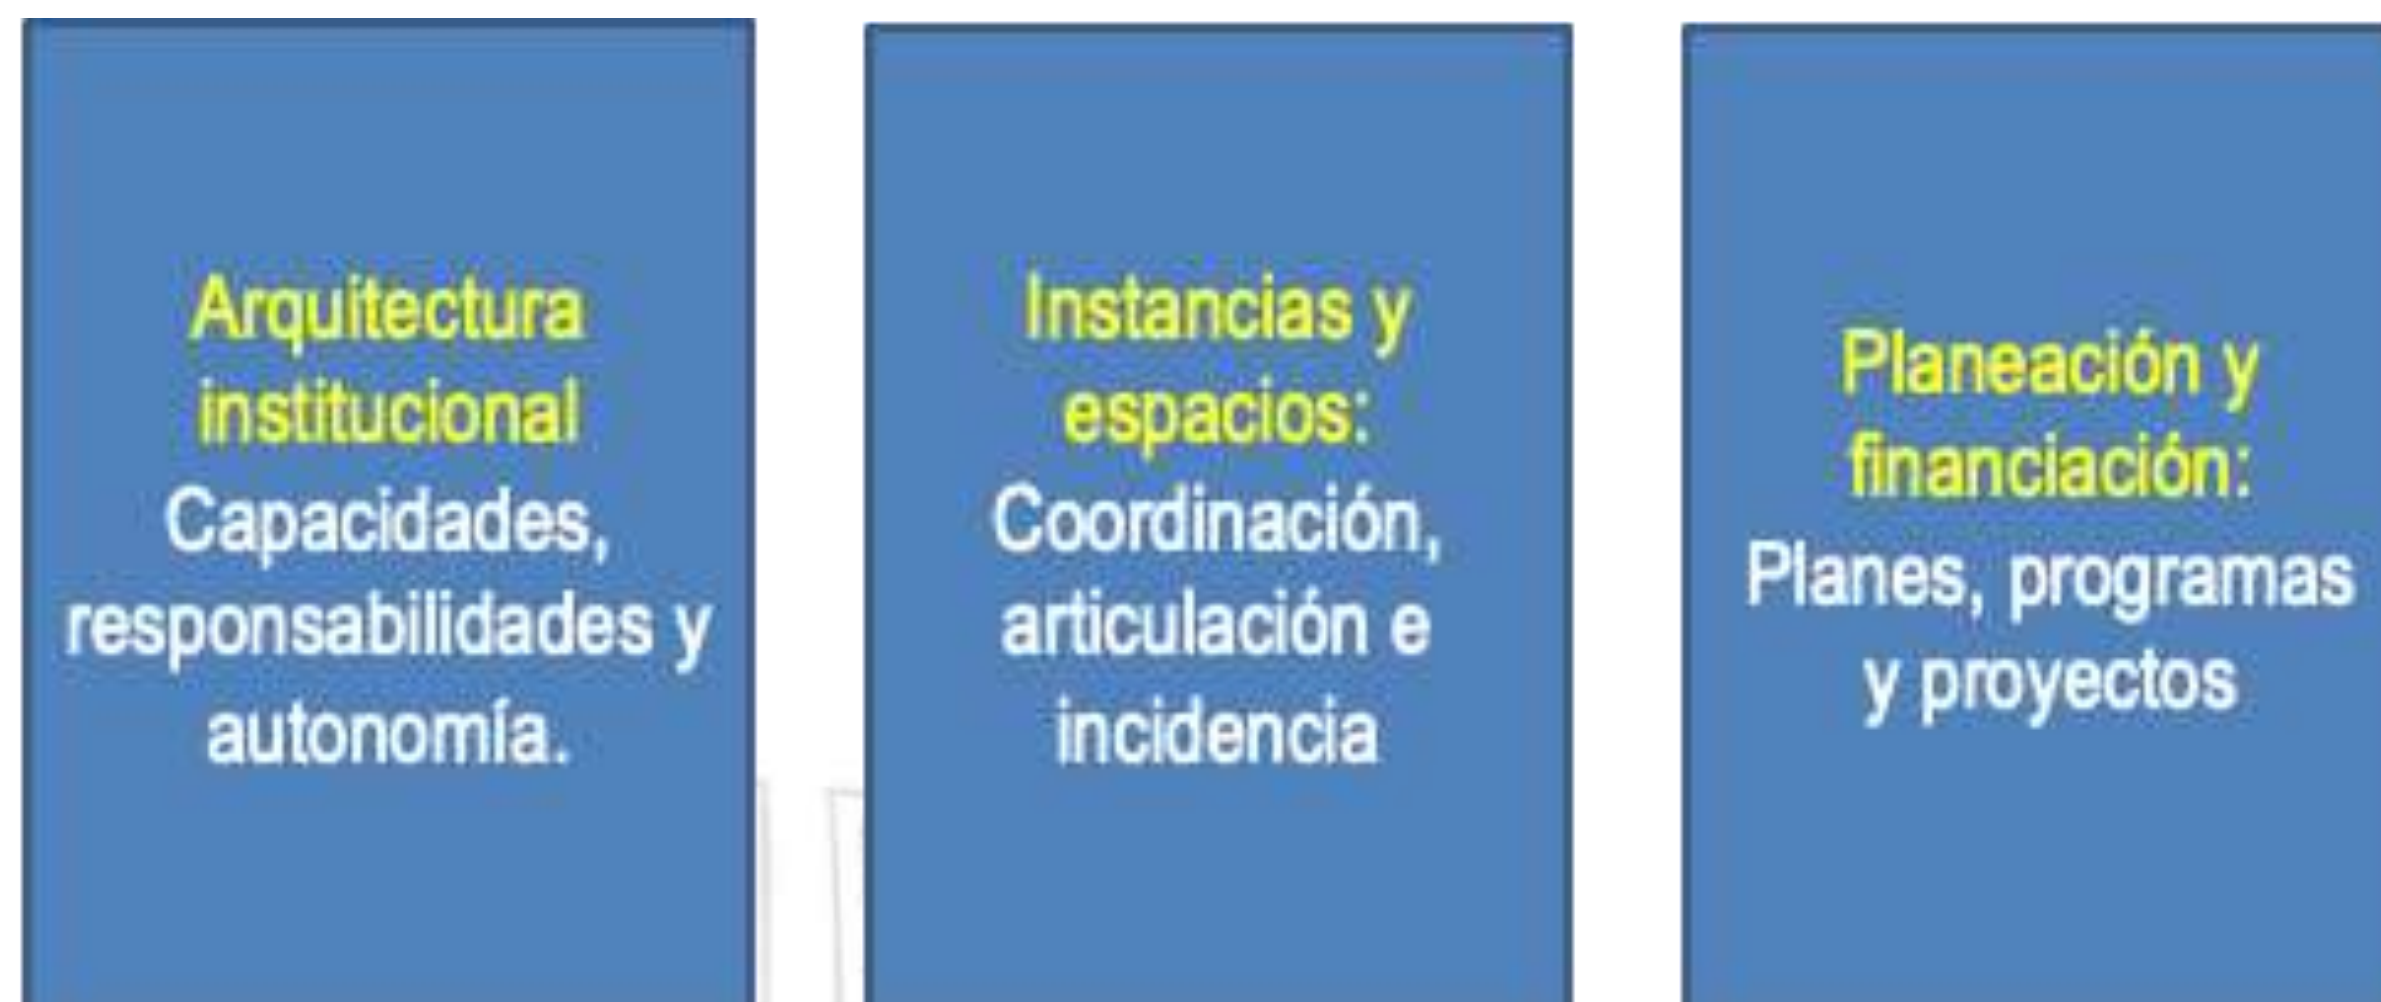 Arquitectura
institucional
Capacidades,
responsabilidades y
autonomía.
Instancias y
espacios:
Coordinación,
articulación e
incidencia
Planeación y
financiación:
Planes, programas
y proyectos